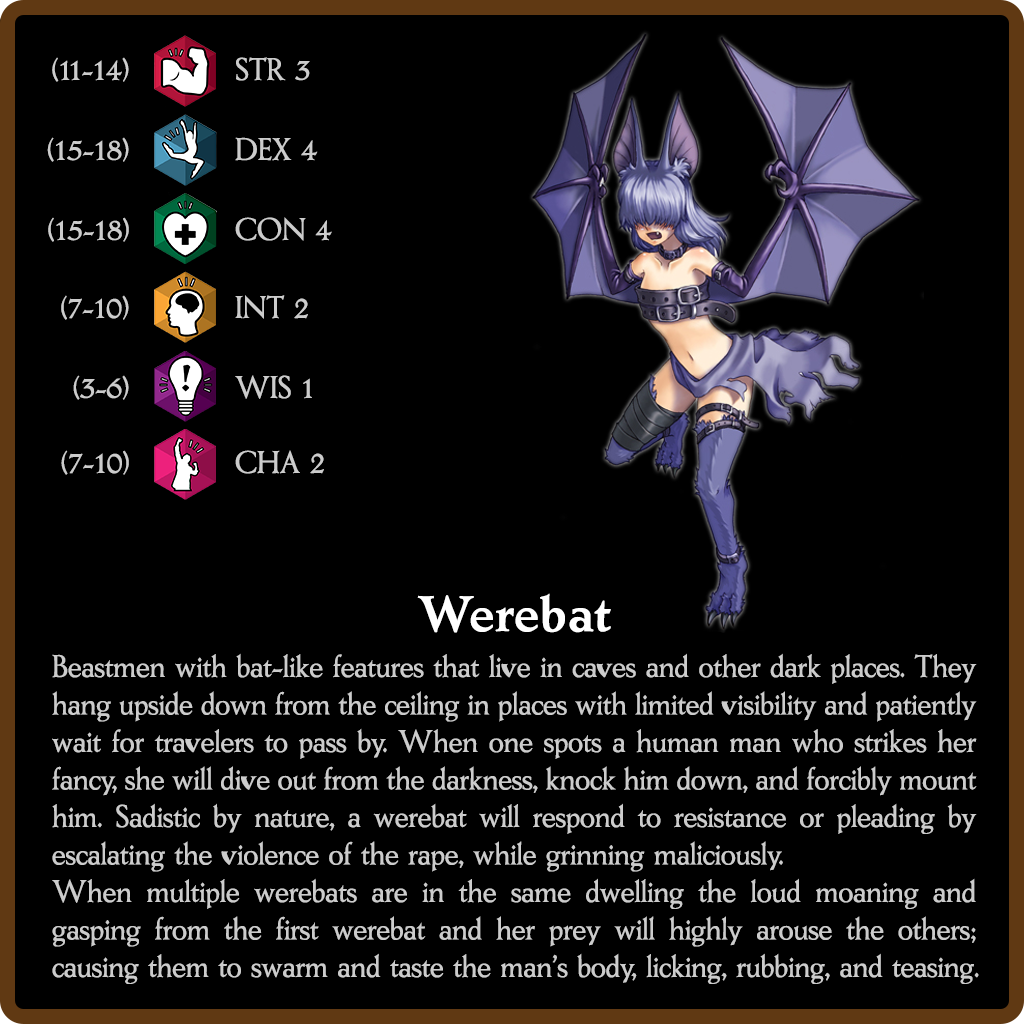 (11-14) STR 3
(15-18) DEX 4
(15-18) CON 4
(7-10) INT 2
(3-6) WIS 1
(7-10) CHA 2
Werebat
Beastmen with bat-like features that live in caves and other dark places. They
hang upside down from the ceiling in places with limited visibility and patiently
wait for travelers to pass by. When one spots a human man who strikes her
fancy, she will dive out from the darkness, knock him down, and forcibly mount
him. Sadistic by nature, a werebat will respond to resistance or pleading by
escalating the violence of the rape, while grinning maliciously.
When multiple werebats are in the same dwelling the loud moaning and
gasping from the first werebat and her prey will highly arouse the others;
causing them to swarm and taste the man's body, licking, rubbing, and teasing.